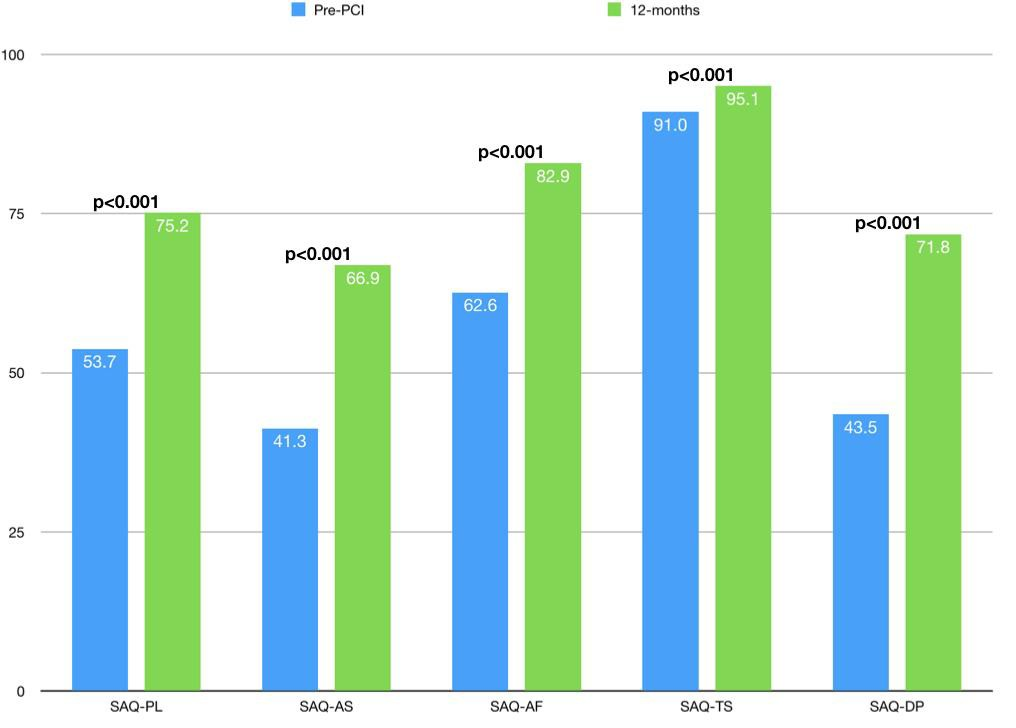 Pre-PCI 12-months
100
p<0.001
95.1
91.0
p<0.001
82.9
p<0.001
75
75.2
p<0.001
71.8
p<0.001
66.9
62.6
53.7
50
43.5
41.3
25
0
SAQ-PL SAQ-AS SAQ-AF SAQ-TS SAQ-DP